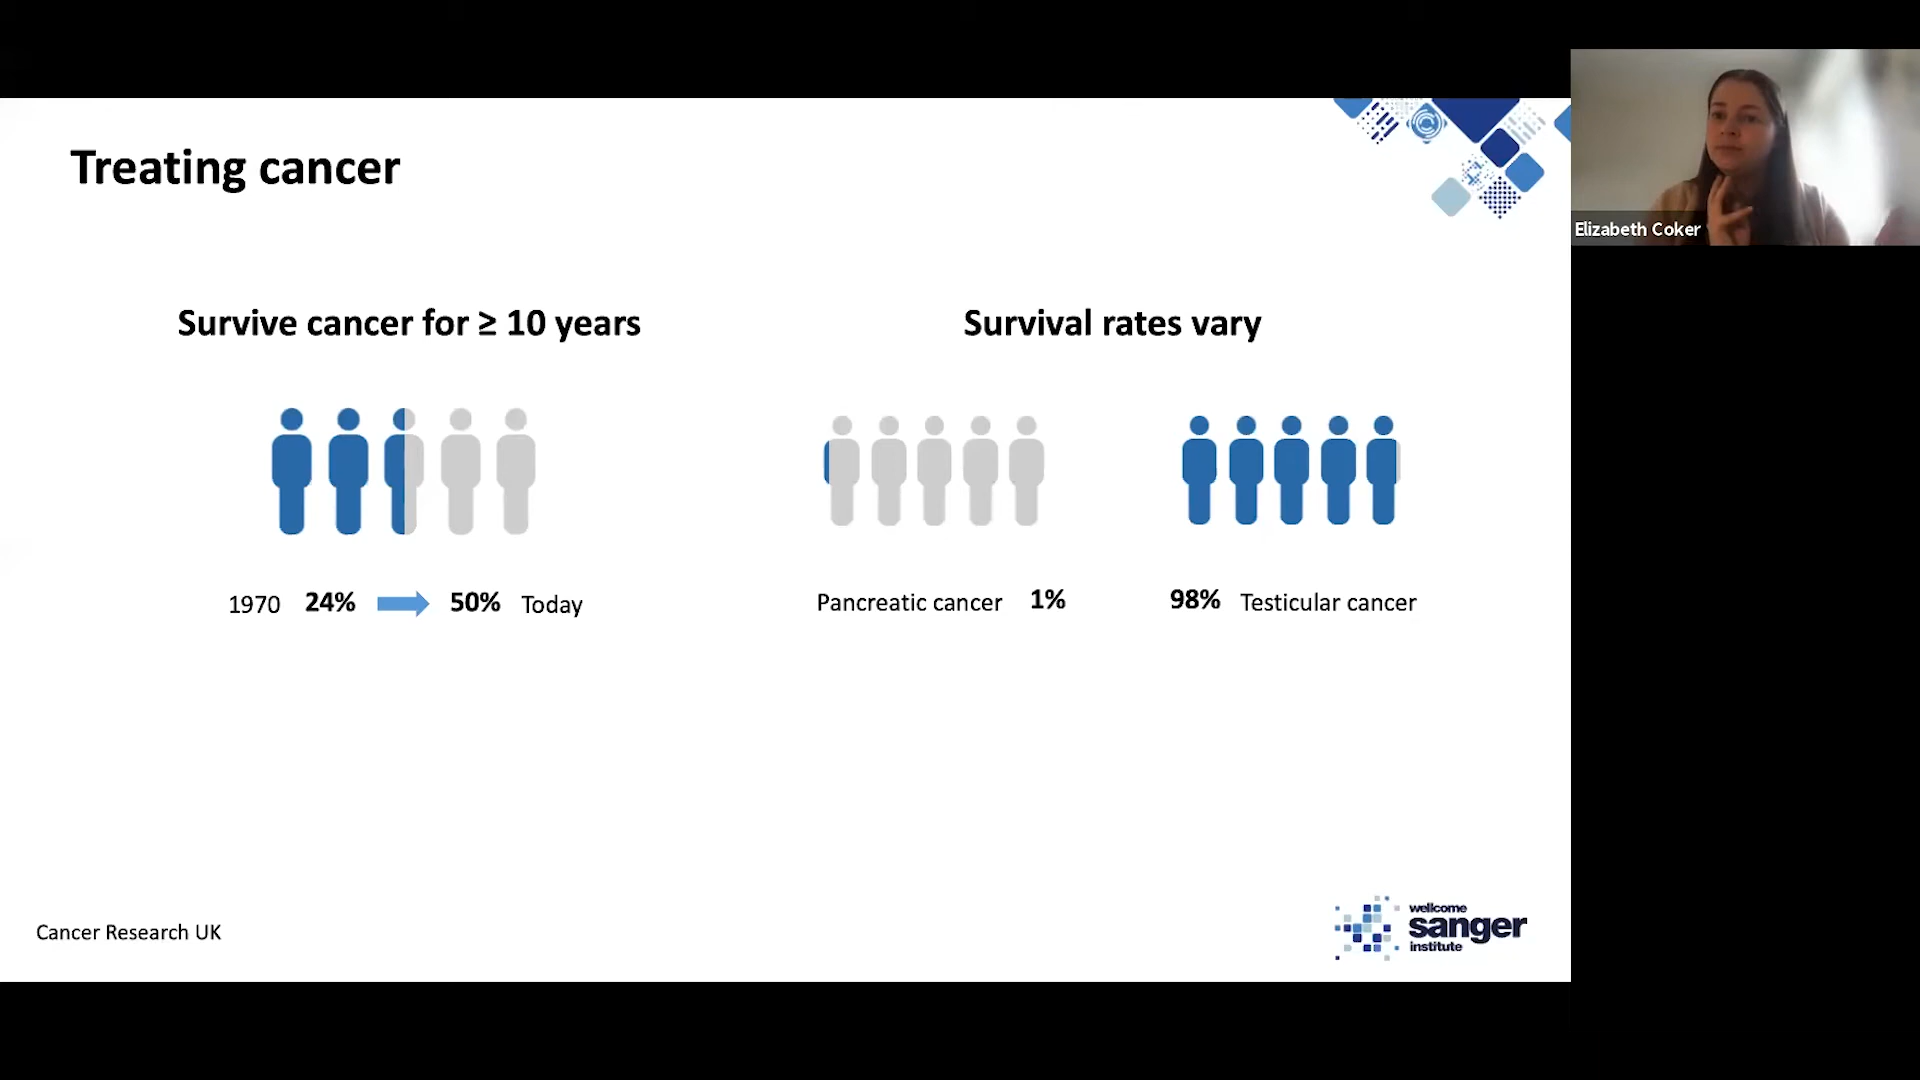 Treating cancer
Elizabeth Coker
Survive cancer for ≥ 10 years
Survival rates vary
1970 24% 50% Today
Pancreatic cancer 1%
98% Testicular cancer
Cancer Research UK
wellcome
sanger
institute